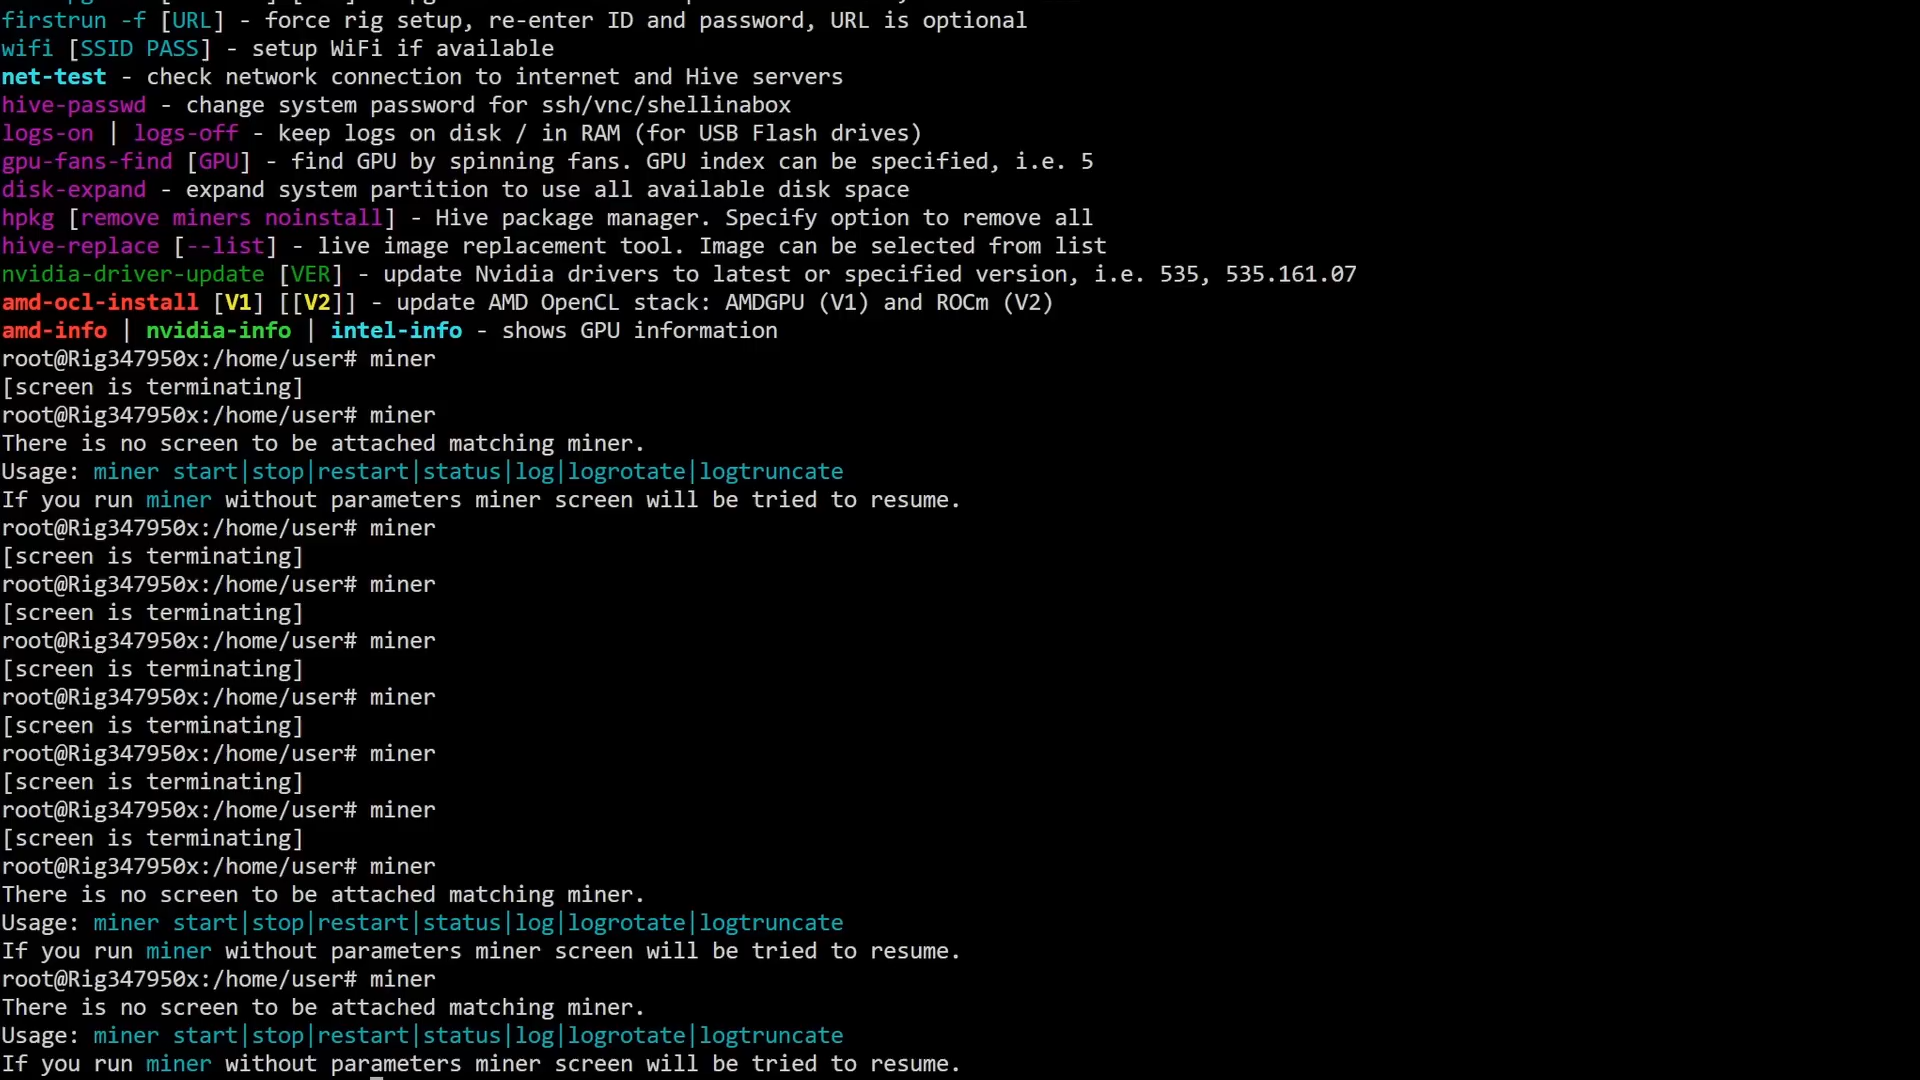 firstrun -f [URL] - force rig setup, re-enter ID and password, URL is optional
wifi [SSID PASS] - setup WiFi if available
net-test - check network connection to internet and Hive servers
hive-passwd - change system password for ssh/vnc/shellinabox
logs-on | logs-off - keep logs on disk / in RAM (for USB Flash drives)
gpu-fans-find [GPU] - find GPU by spinning fans. GPU index can be specified, i.e. 5
disk-expand - expand system partition to use all available disk space
hpkg [remove miners noinstall] - Hive package manager. Specify option to remove all
hive-replace [--list] - live image replacement tool. Image can be selected from list
nvidia-driver-update [VER] - update Nvidia drivers to latest or specified version, i.e. 535, 535.161.07
amd-ocl-install [V1] [[V2]] - update AMD OpenCL stack: AMDGPU (V1) and ROCm (V2)
amd-info | nvidia-info | intel-info - shows GPU information
root@Rig347950x:/home/user# miner
[screen is terminating]
root@Rig347950x:/home/user# miner
There is no screen to be attached matching miner.
Usage: miner start|stop|restart|status|log|logrotate|logtruncate
If you run miner without parameters miner screen will be tried to resume.
root@Rig347950x:/home/user# miner
[screen is terminating]
root@Rig347950x:/home/user# miner
[screen is terminating]
root@Rig347950x:/home/user# miner
[screen is terminating]
root@Rig347950x:/home/user# miner
[screen is terminating]
root@Rig347950x:/home/user# miner
[screen is terminating]
root@Rig347950x:/home/user# miner
[screen is terminating]
root@Rig347950x:/home/user# miner
There is no screen to be attached matching miner.
Usage: miner start|stop|restart|status|log|logrotate|logtruncate
If you run miner without parameters miner screen will be tried to resume.
root@Rig347950x:/home/user# miner
There is no screen to be attached matching miner.
Usage: miner start|stop|restart|status|log|logrotate|logtruncate
If you run miner without parameters miner screen will be tried to resume.